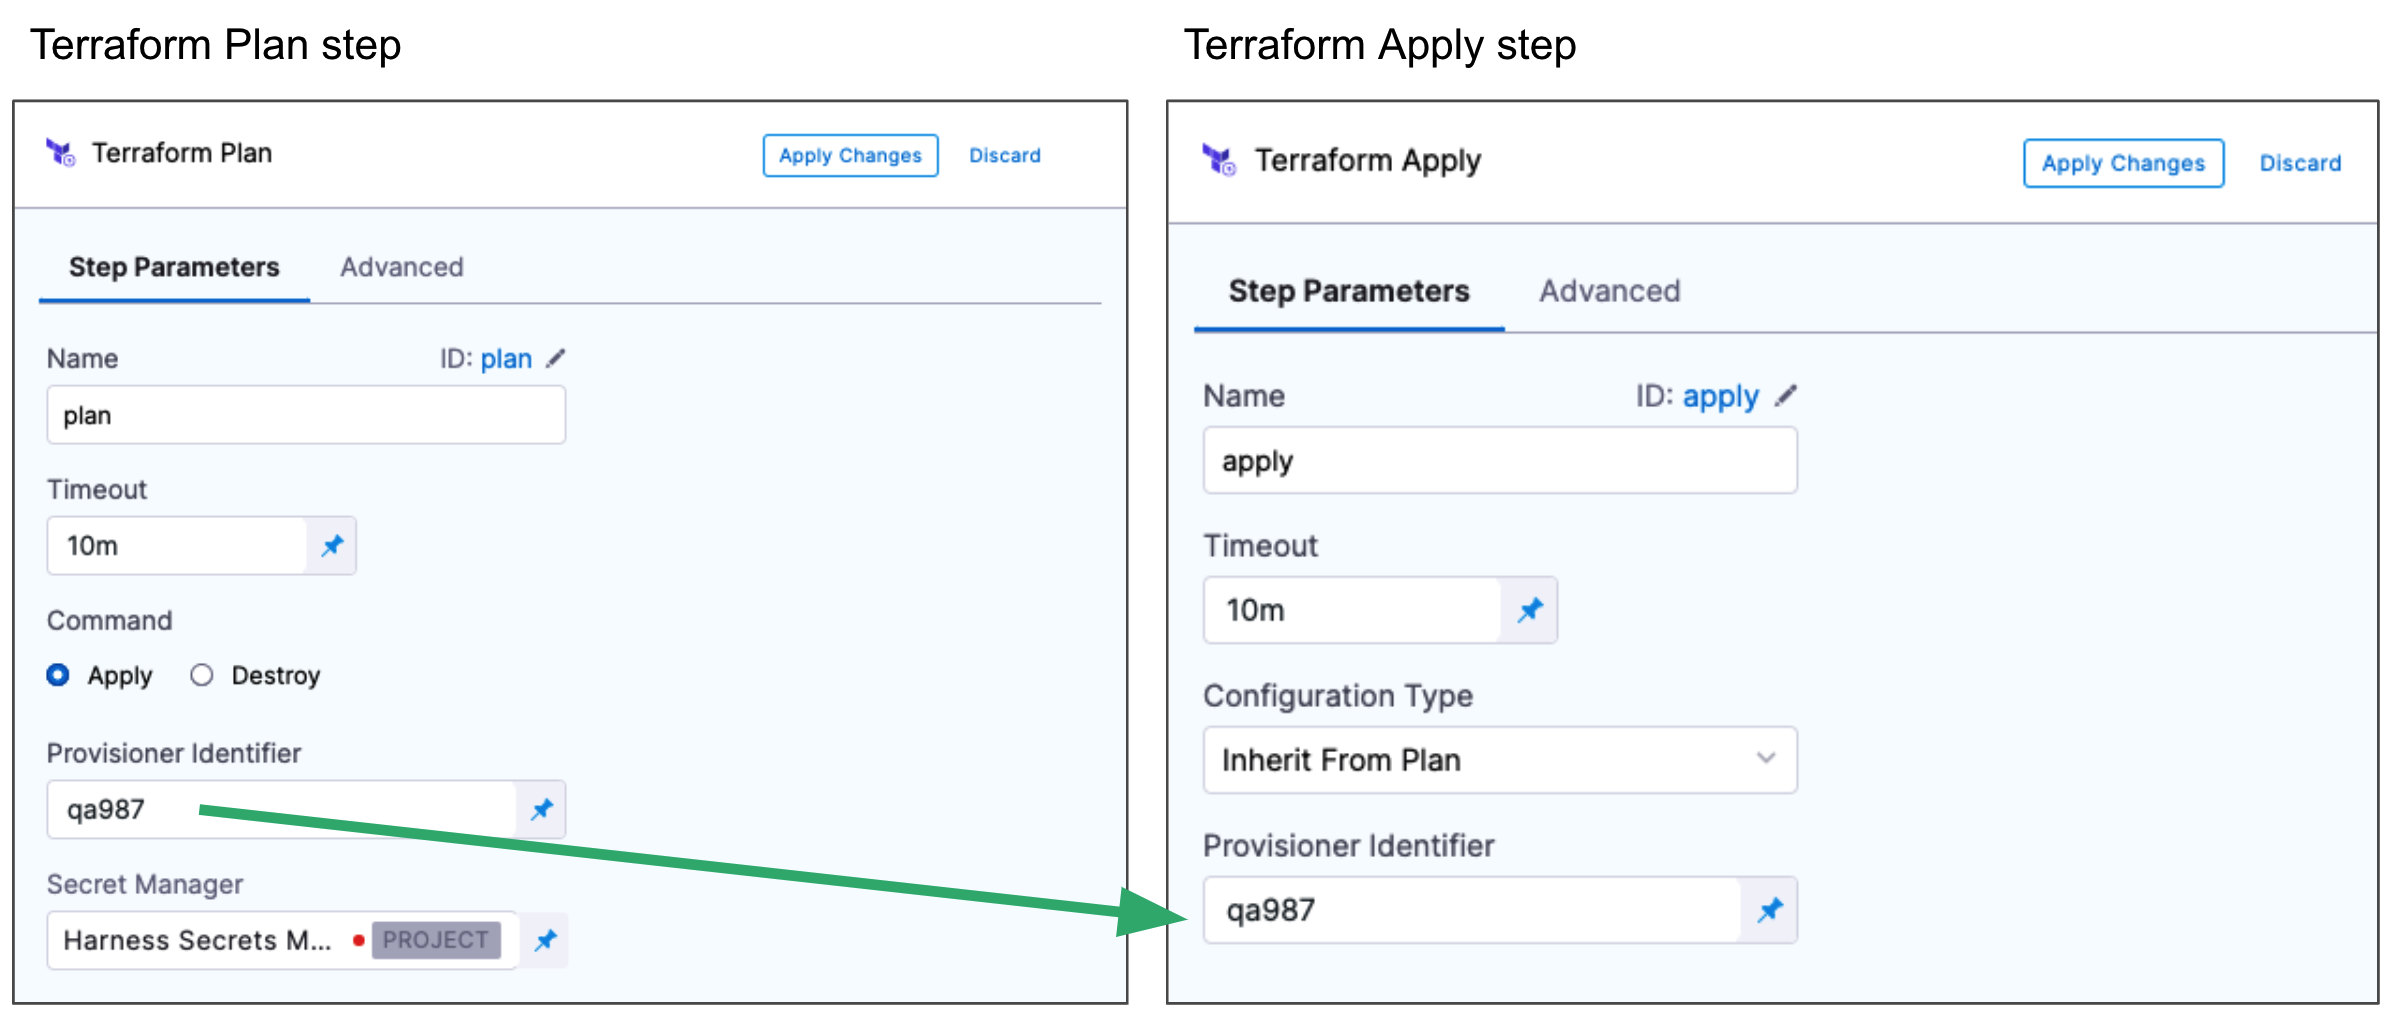 Terraform Plan step
Terraform Plan
Apply Changes
Discard
Step Parameters
Advanced
Name
ID: plan
plan
Timeout
10m
Command
Apply
Destroy
Provisioner Identifier
qa987
Secret Manager
Harness Secrets M...
PROJECT
Terraform Apply step
Terraform Apply
Apply Changes
Discard
Step Parameters
Advanced
Name
ID: apply
apply
Timeout
10m
Configuration Type
Inherit From Plan
Provisioner Identifier
qa987